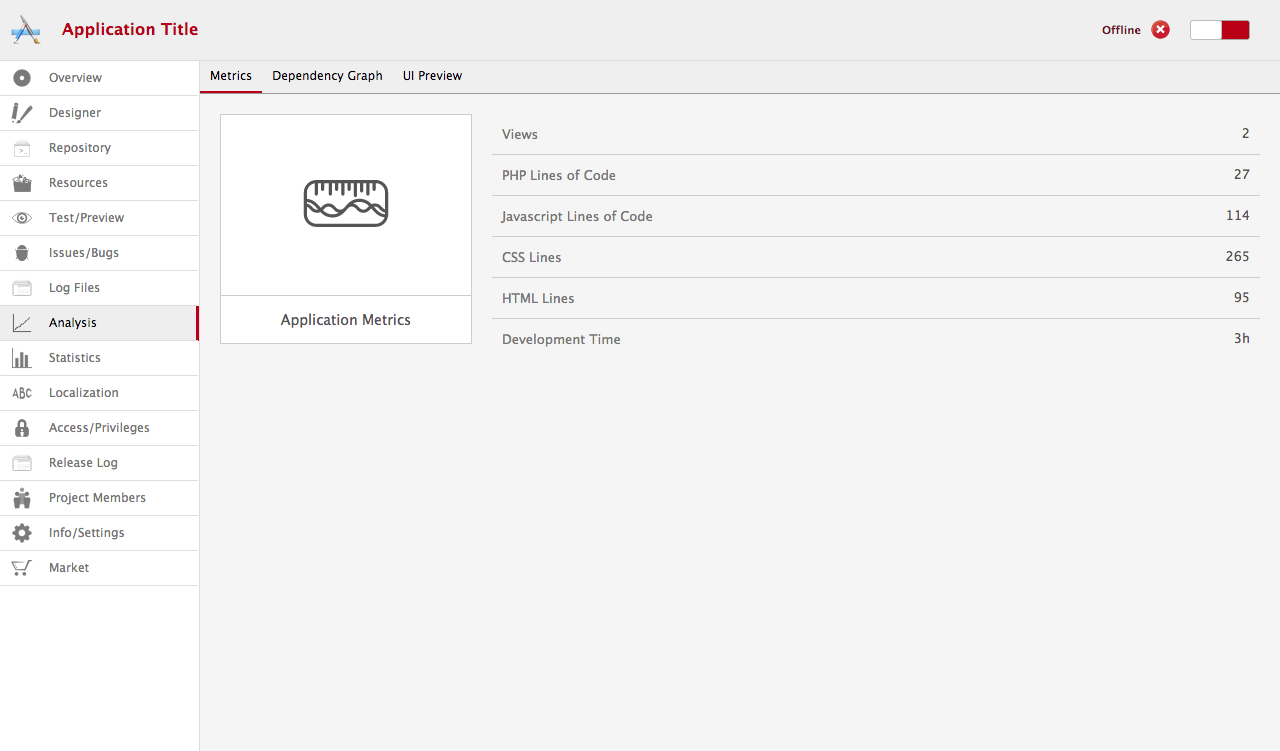 Application Title
Offline
Overview
Designer
Repository
Resources
Test/Preview
Issues/Bugs
Log Files
Analysis
Statistics
ABC Localization
Access/Privileges
Release Log
Project Members
Info/Settings
Market
Metrics Dependency Graph UI Preview
Application Metrics
Views 2
PHP Lines of Code 27
Javascript Lines of Code 114
CSS Lines 265
HTML Lines 95
Development Time 3h